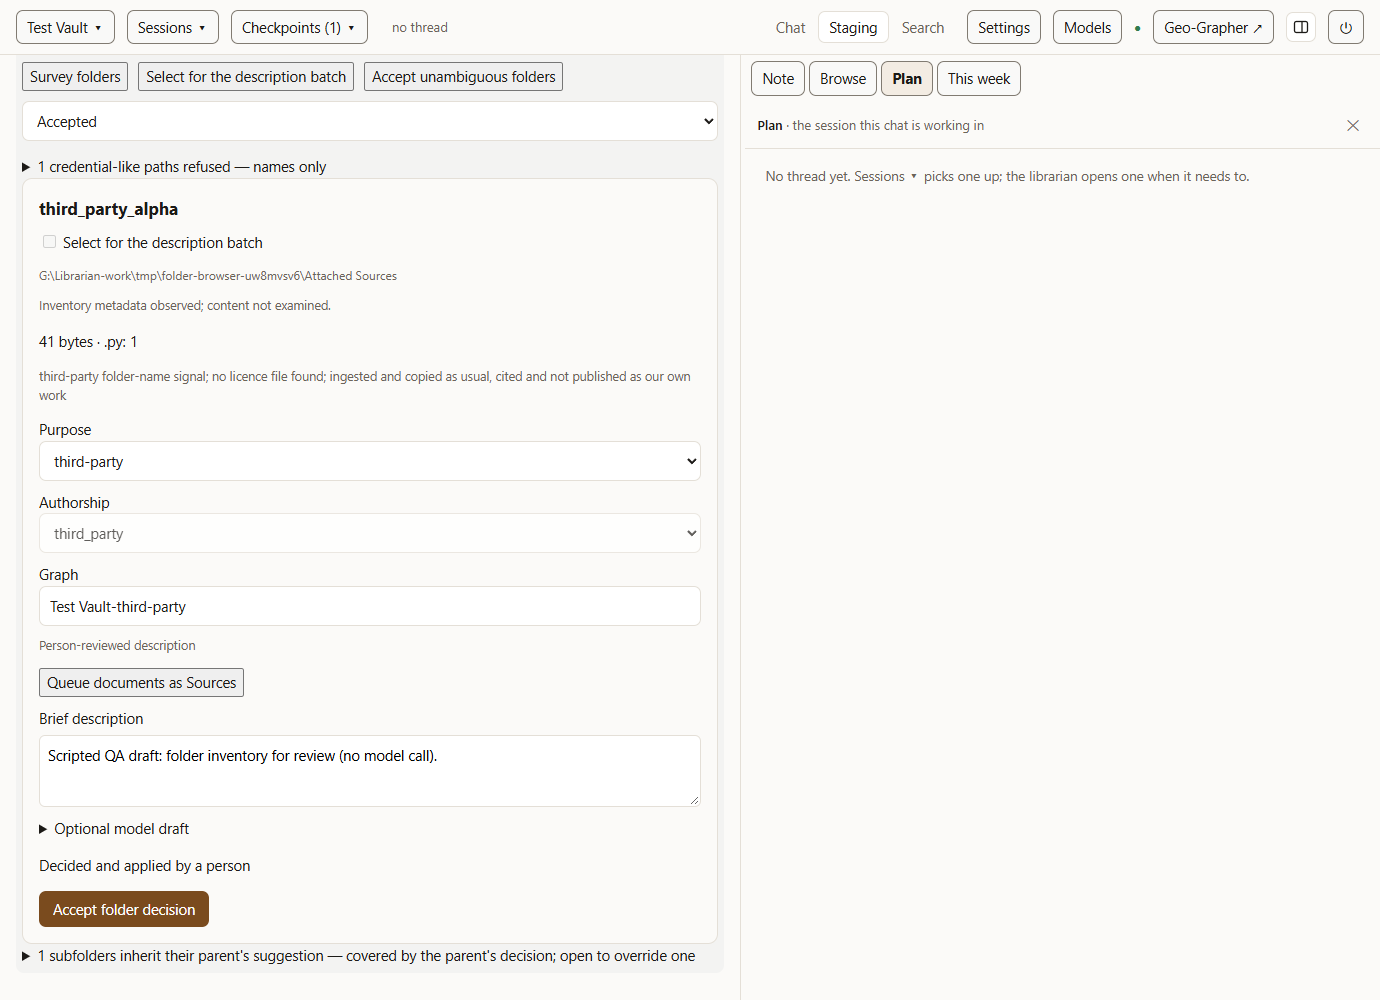 Test Vault ▾ Sessions ▾ Checkpoints (1) ▾ no thread Chat Staging Search Settings Models Geo-Grapher ↗
Survey folders Select for the description batch Accept unambiguous folders
Accepted
▶ 1 credential-like paths refused — names only
third_party_alpha
Select for the description batch
G:\Librarian-work\tmp\folder-browser-uw8mvsv6\Attached Sources
Inventory metadata observed; content not examined.
41 bytes · .py: 1
third-party folder-name signal; no licence file found; ingested and copied as usual, cited and not published as our own
work
Purpose
third-party
Authorship
third_party
Graph
Test Vault-third-party
Person-reviewed description
Queue documents as Sources
Brief description
Scripted QA draft: folder inventory for review (no model call).
▶ Optional model draft
Decided and applied by a person
Accept folder decision
▶ 1 subfolders inherit their parent's suggestion — covered by the parent's decision; open to override one
Note Browse Plan This week
Plan · the session this chat is working in
No thread yet. Sessions ▾ picks one up; the librarian opens one when it needs to.